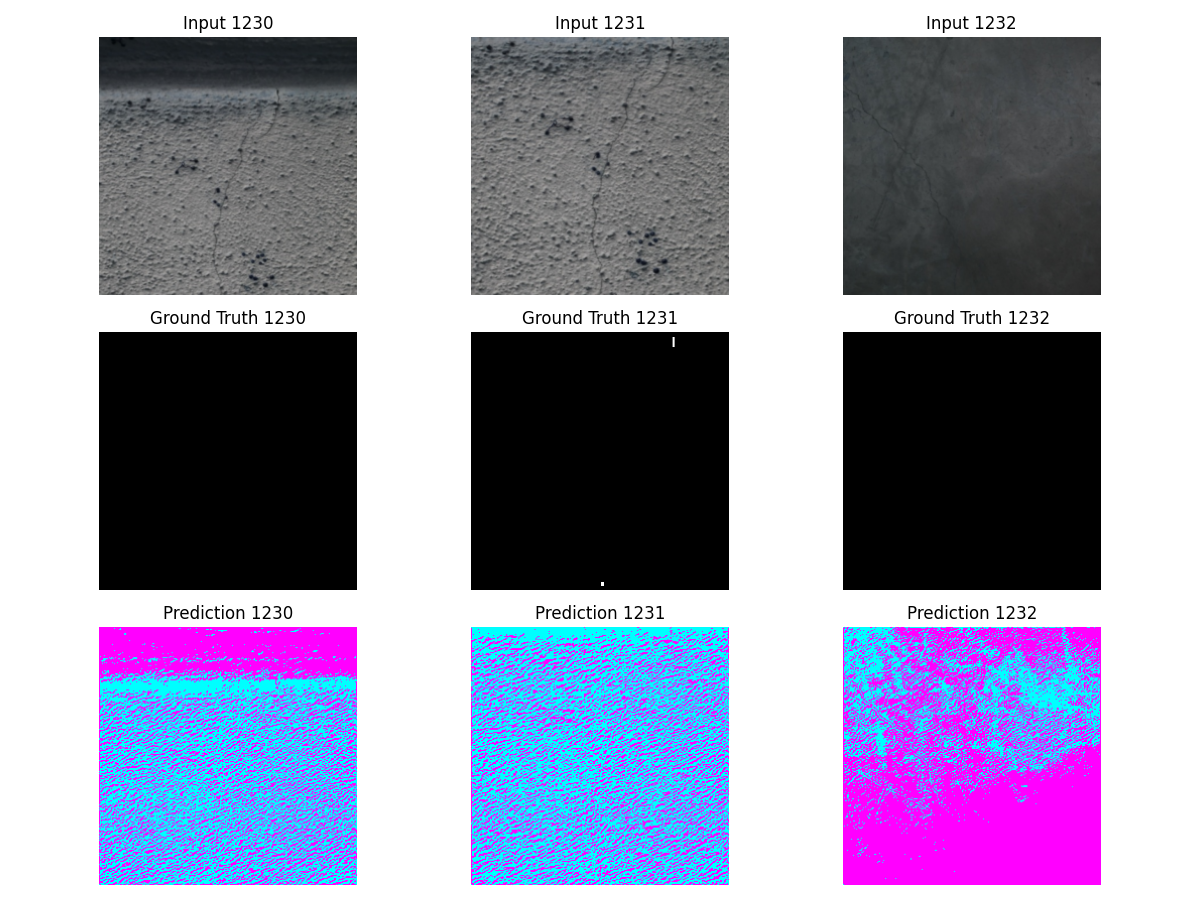 Input 1230
Input 1231
Input 1232
Ground Truth 1230
Ground Truth 1231
Ground Truth 1232
Prediction 1230
Prediction 1231
Prediction 1232